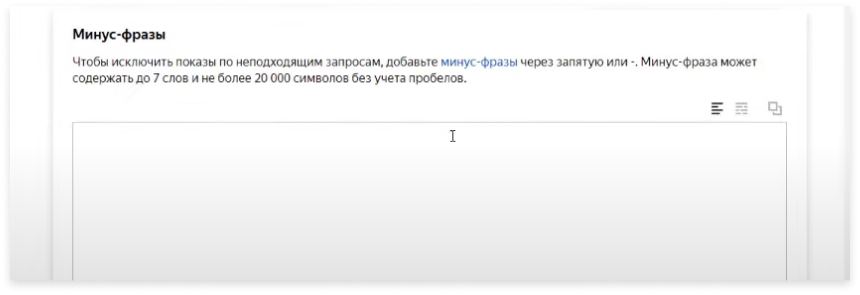 Минус-фразы
Чтобы исключить показы по неподходящим запросам, добавьте минус-фразы через запятую или -. Минус-фраза может
содержать до 7 слов и не более 20 000 символов без учета пробелов.